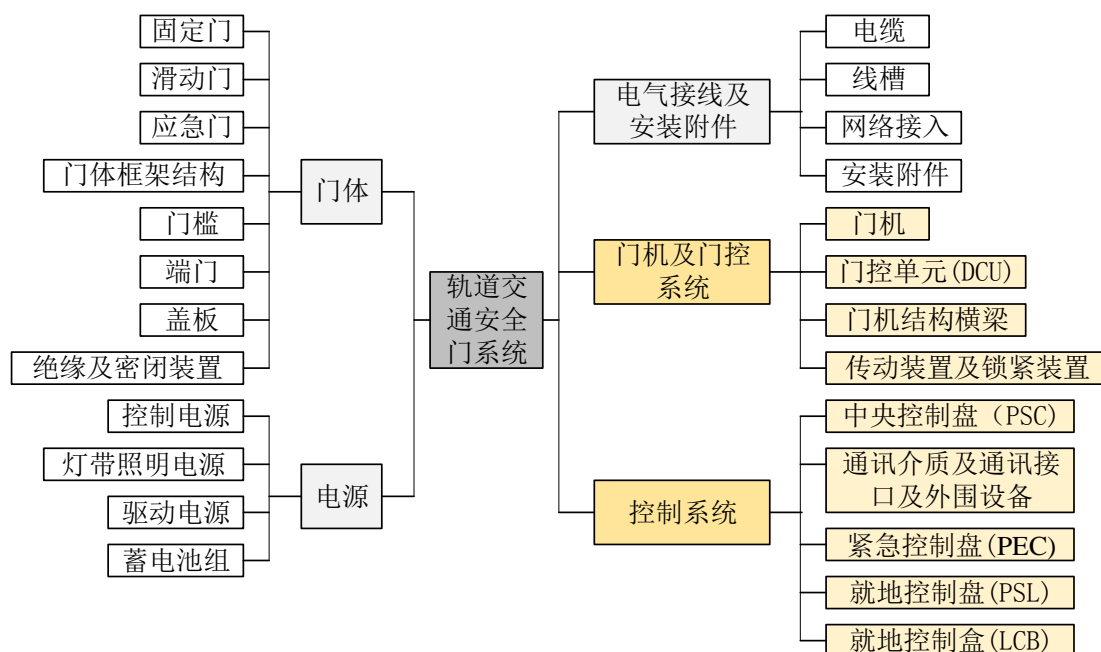 固定门
滑动门
应急门
门体框架结构
门槛
端门
盖板
绝缘及密闭装置
门体
控制电源
灯带照明电源
驱动电源
蓄电池组
电源
轨道交
通安全
门系统
电气接线及
安装附件
电缆
线槽
网络接入
安装附件
门机及门控
系统
门机
门控单元(DCU)
门机结构横梁
传动装置及锁紧装置
控制系统
中央控制盘（PSC)
通讯介质及通讯接
口及外围设备
紧急控制盘(PEC)
就地控制盘(PSL)
就地控制盒(LCB)